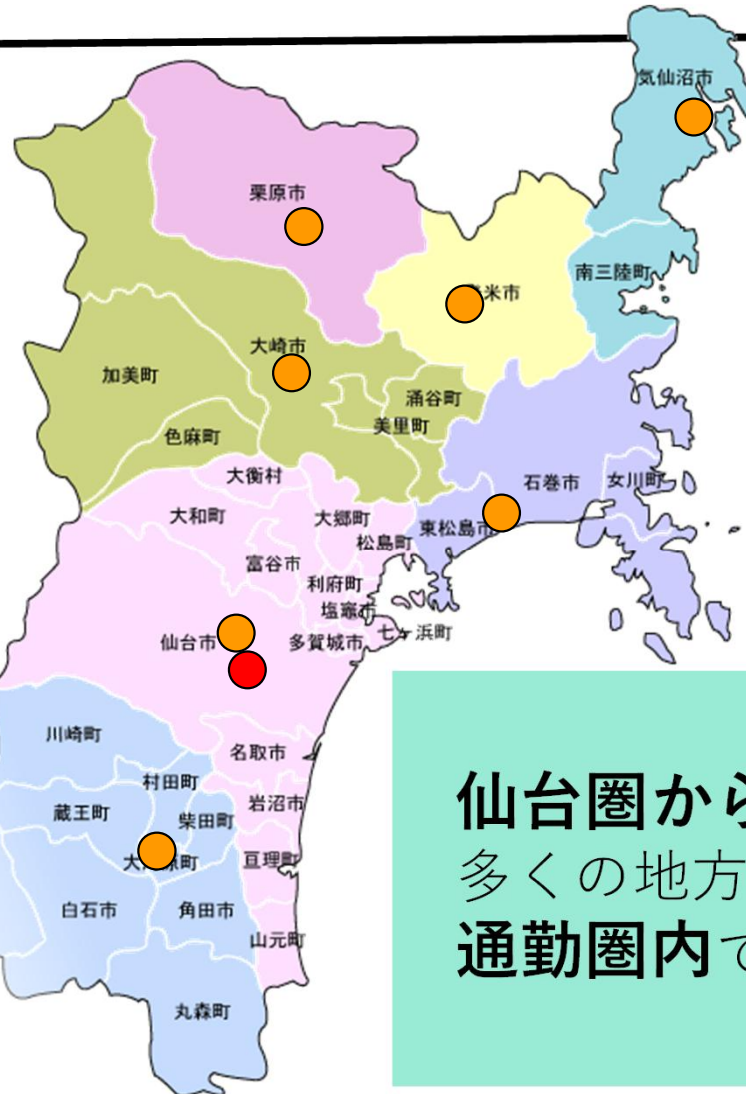 気仙沼市
栗原市
南三陸町
米市
大崎市
加美町
涌谷町
美里町
色麻町
大衡村
石巻市
女川町
大和町
大郷町
東松島市
松島町
富谷市
利府町
塩竈市
仙台市
多賀城市
七ヶ浜町
川崎町
名取市
村田町
岩沼市
蔵王町
柴田町
大
原町
亘理町
白石市
角田市
山元町
丸森町
仙台圏から
多くの地方
通勤圏内で